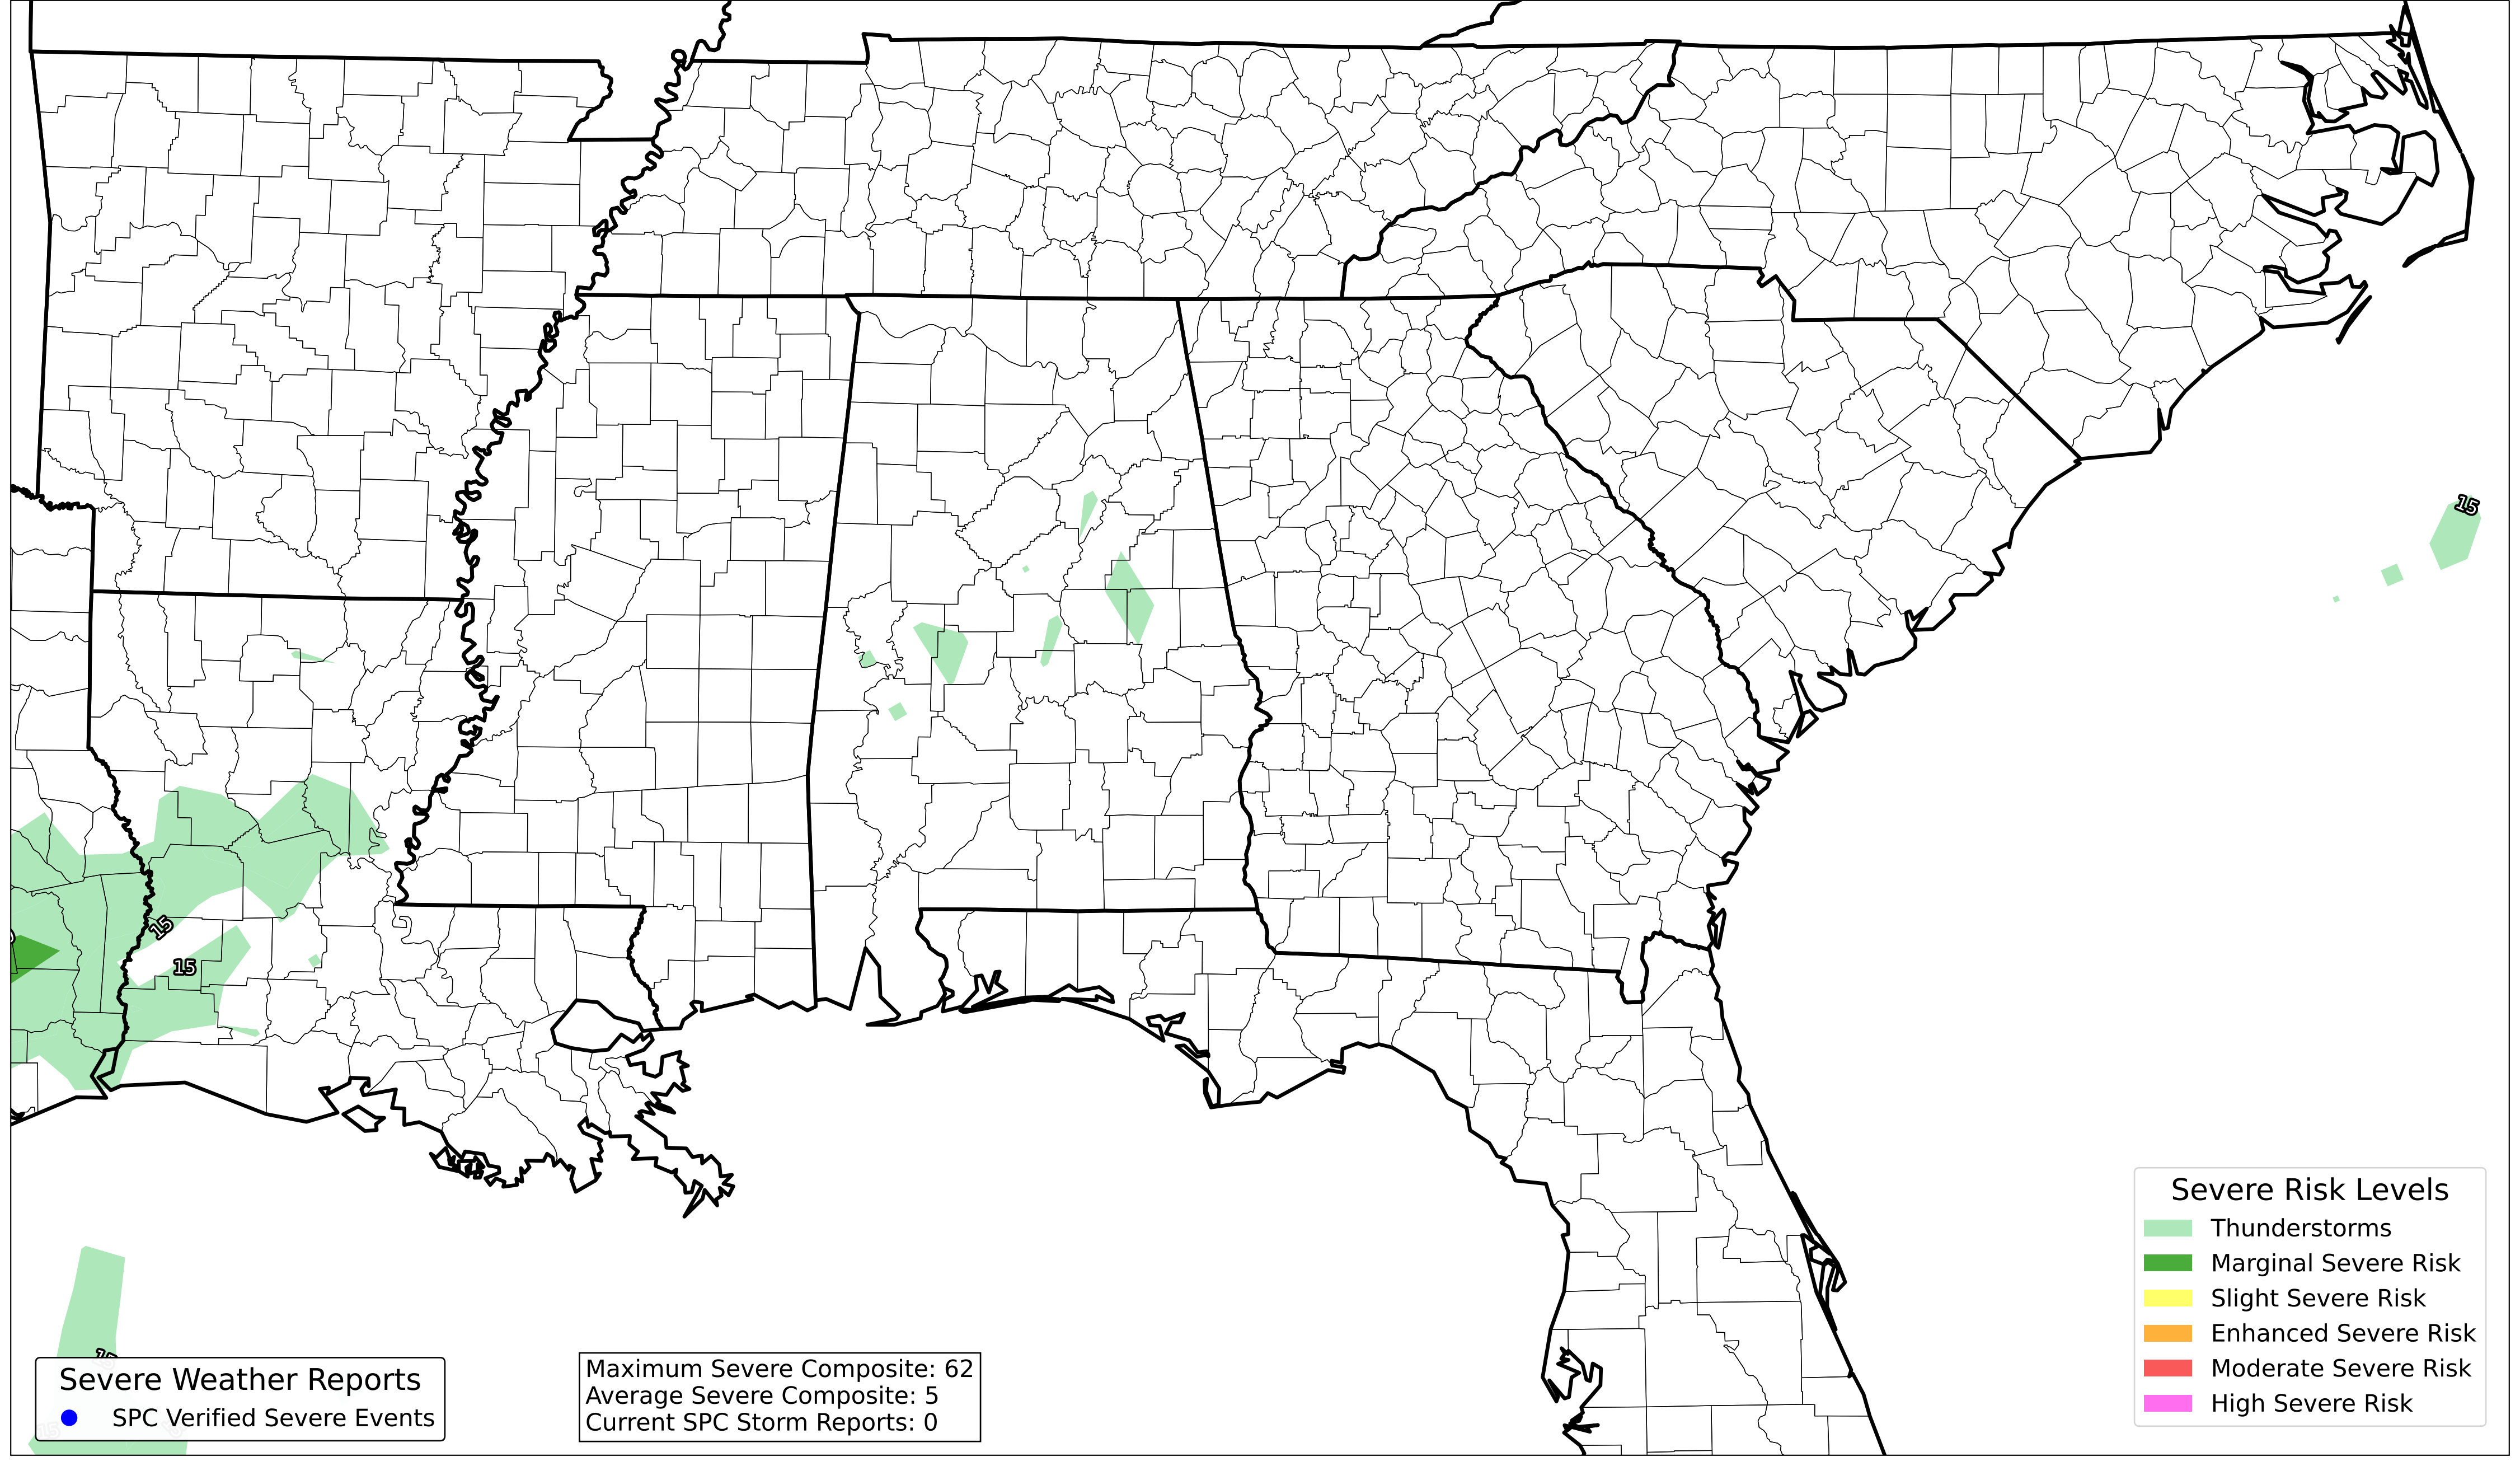 15
15
15
15
Severe Risk Levels
Thunderstorms
Marginal Severe Risk
Slight Severe Risk
Enhanced Severe Risk
Moderate Severe Risk
High Severe Risk
Severe Weather Reports
SPC Verified Severe Events
Maximum Severe Composite: 62
Average Severe Composite: 5
Current SPC Storm Reports: 0